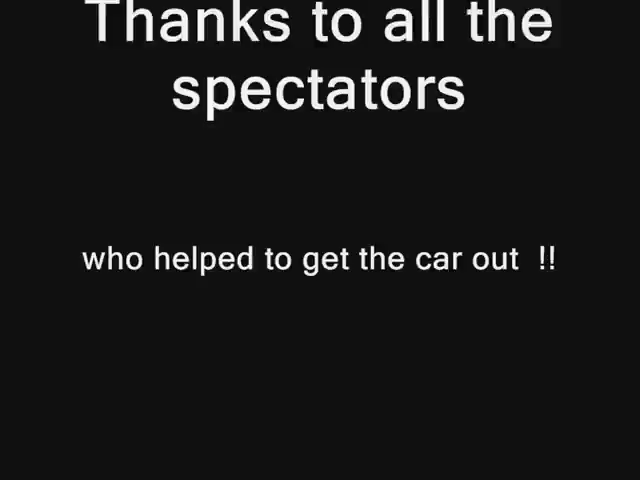 Thanks to all the
spectators
who helped to get the car out  !!